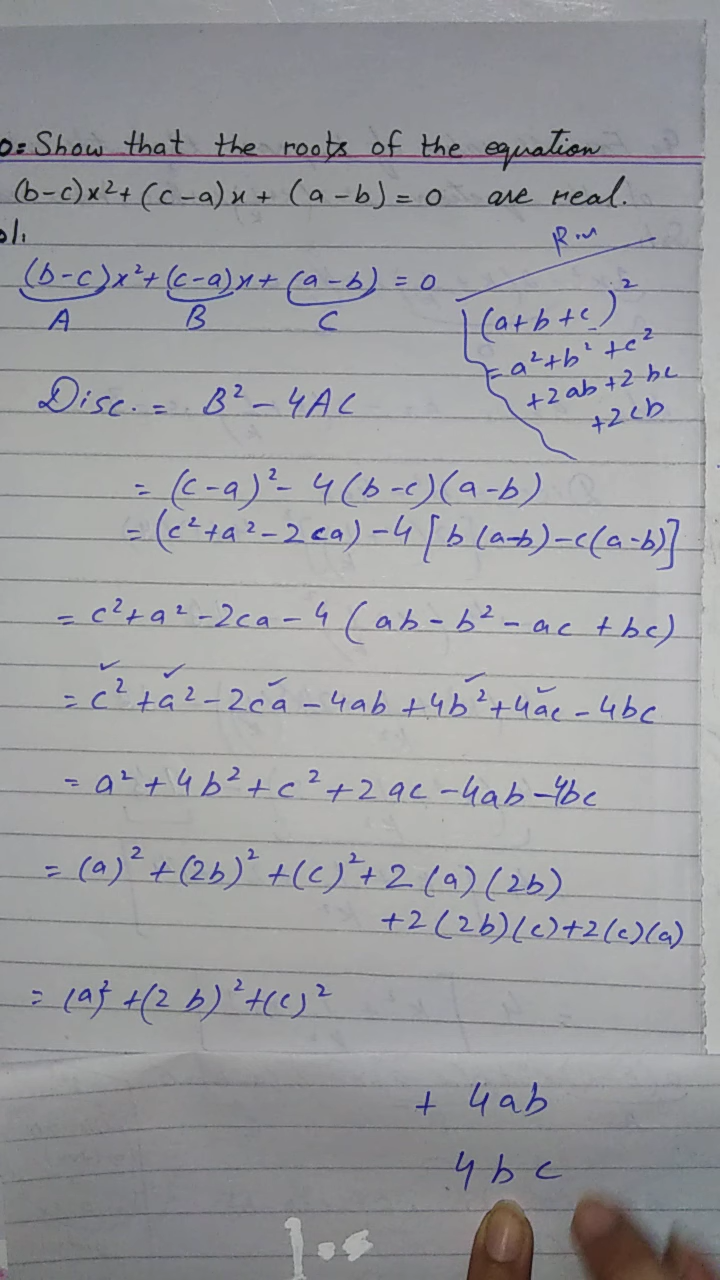 0= Show that the roots of the equation
(b-c)x²+(c-a)x+(a-b)=0 are real.
ol.
R.W
(b-c)x²+(c-a)x+(a-b)=0
A B C
(a+b+c)²
=a²+b²+c²
+2ab+2bc
+2cb
Disc. = B²-4AC
= (c-a)²-4(b-c)(a-b)
=(c²+a²-2ca)-4[b(a-b)-c(a-b)]
= c²+a²-2ca-4(ab-b²-ac+bc)
= c²+a²-2ca-4ab+4b²+4ac-4bc
= a²+4b²+c²+2ac-4ab-4bc
= (a)²+(2b)²+(c)²+2(a)(2b)
+2(2b)(c)+2(c)(a)
= (a)²+(2b)²+(c)²
+ 4ab
4bc